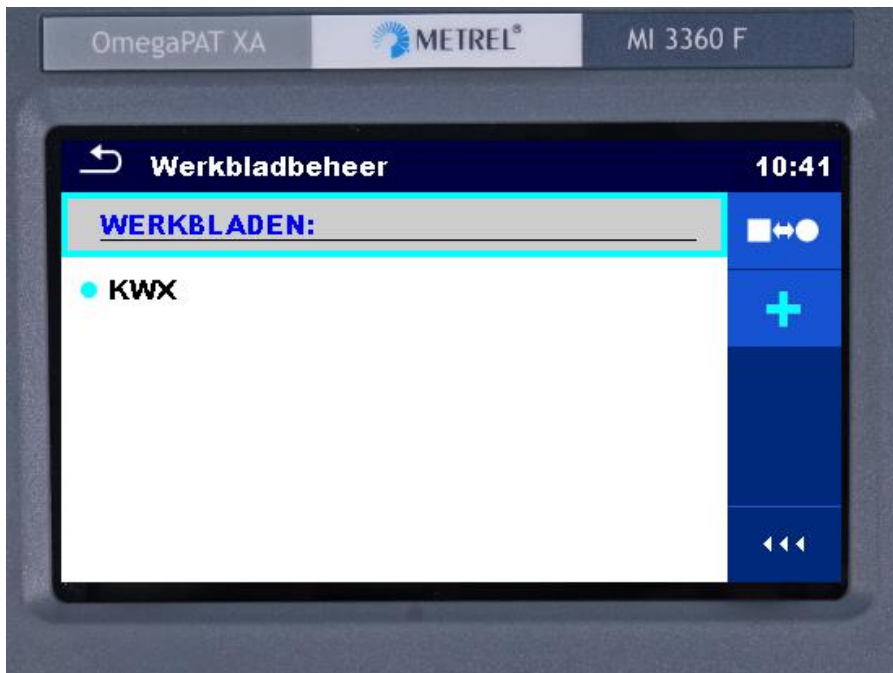 OmegaPAT XA
METREL®
MI 3360 F
Werkbladbeheer
10:41
WERKBLADEN:
KWX